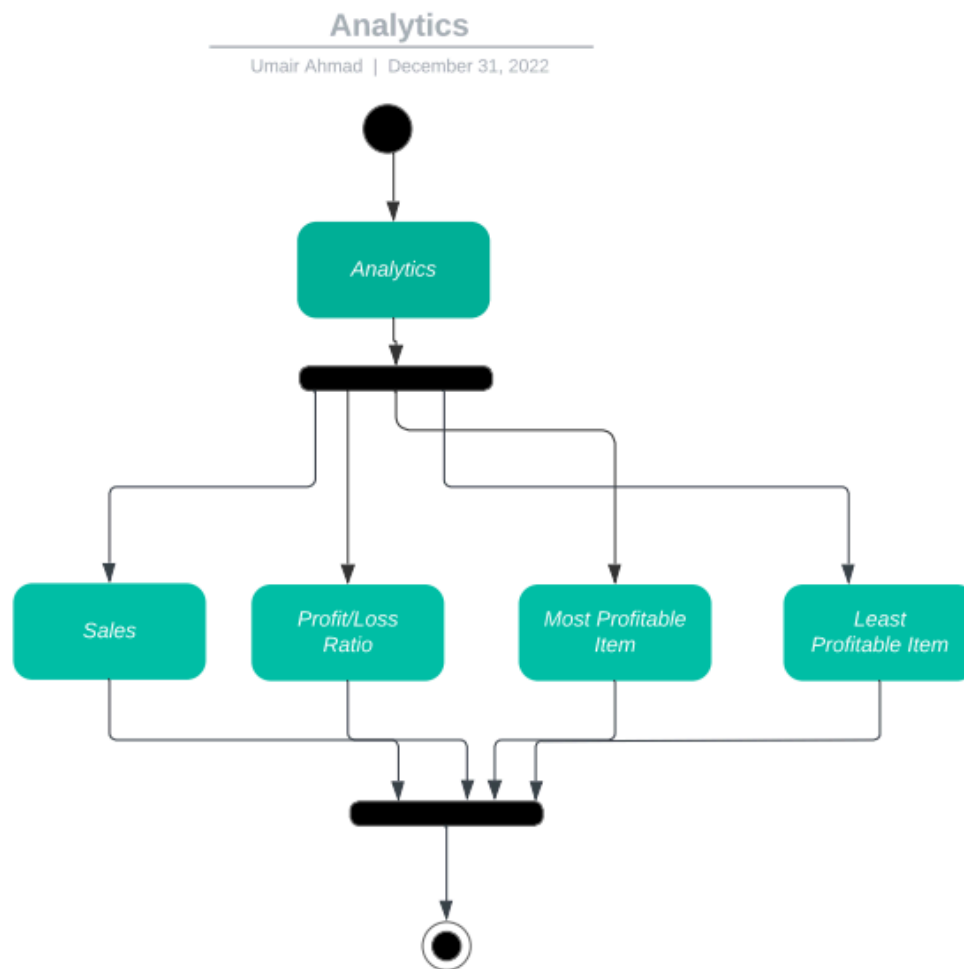 Analytics
Umair Ahmad | December 31, 2022
Analytics
Sales
Profit/Loss
Ratio
Most Profitable
Item
Least
Profitable Item